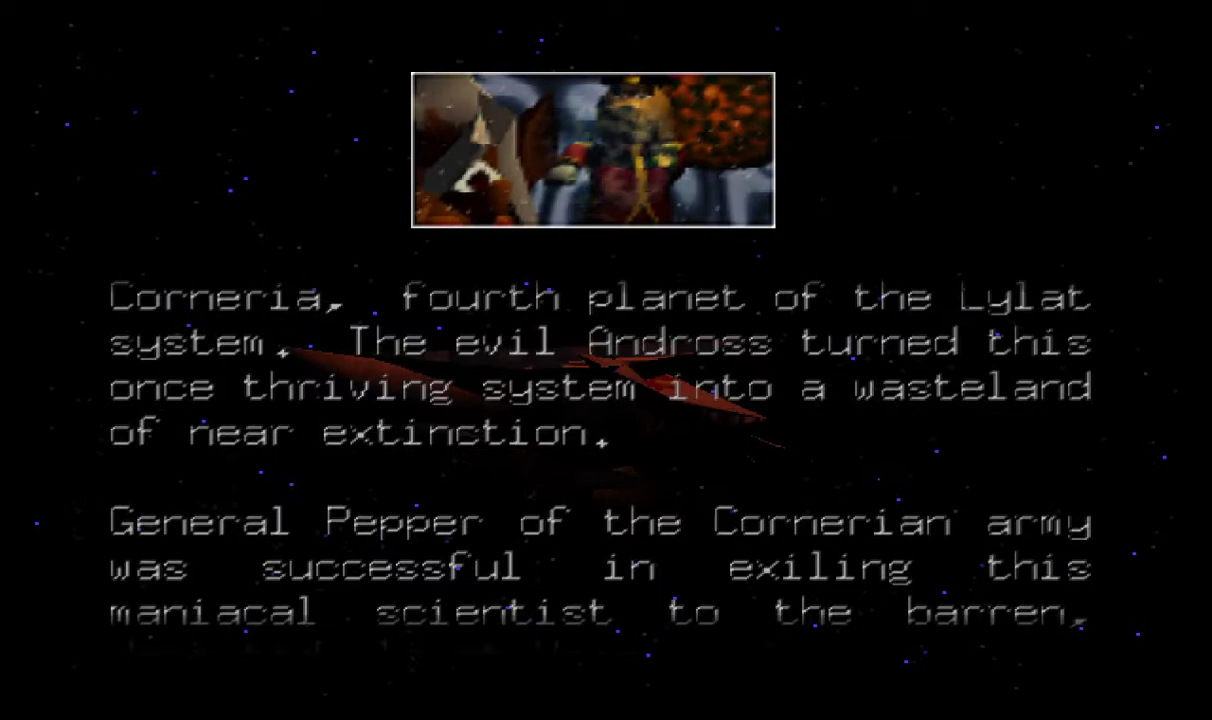 Corneria, fourth planet of the Lylat
system. The evil Andross turned this
once thriving system into a wasteland
of near extinction.
General Pepper of the Cornerian army
was successful in exiling this
maniacal scientist to the barren,